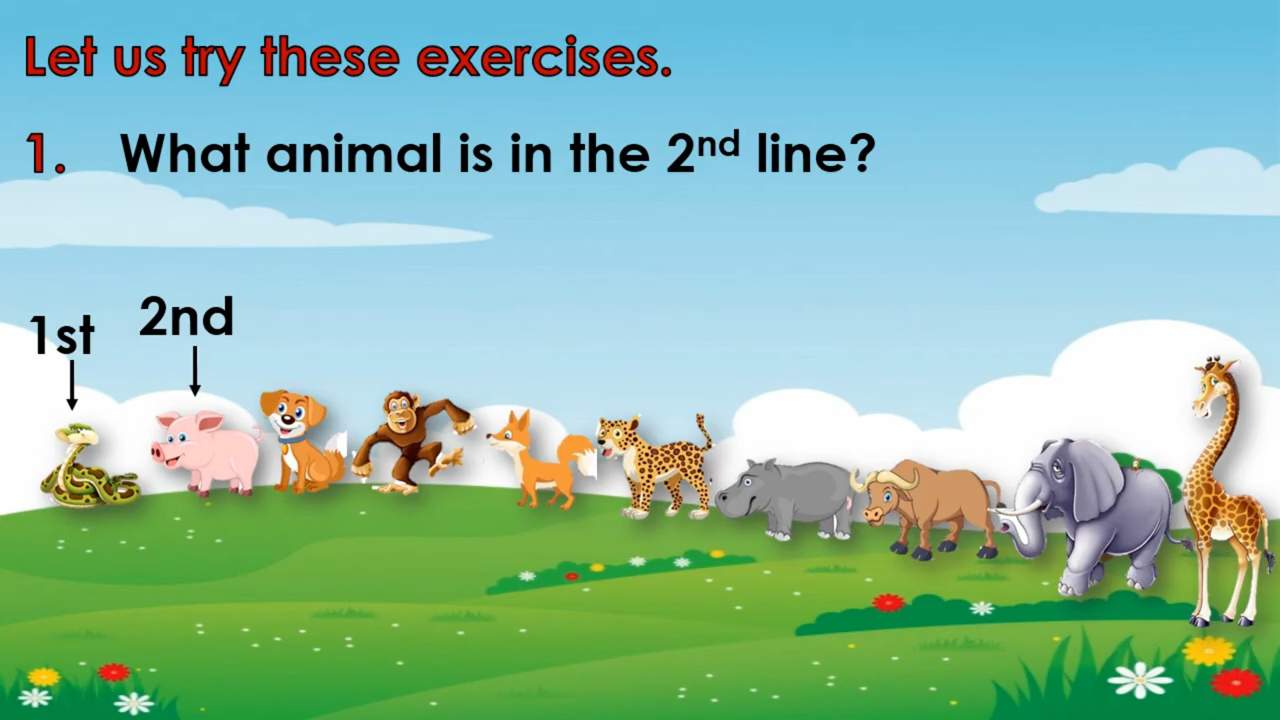 Let us try these exercises.
1. What animal is in the 2nd line?
1st 2nd